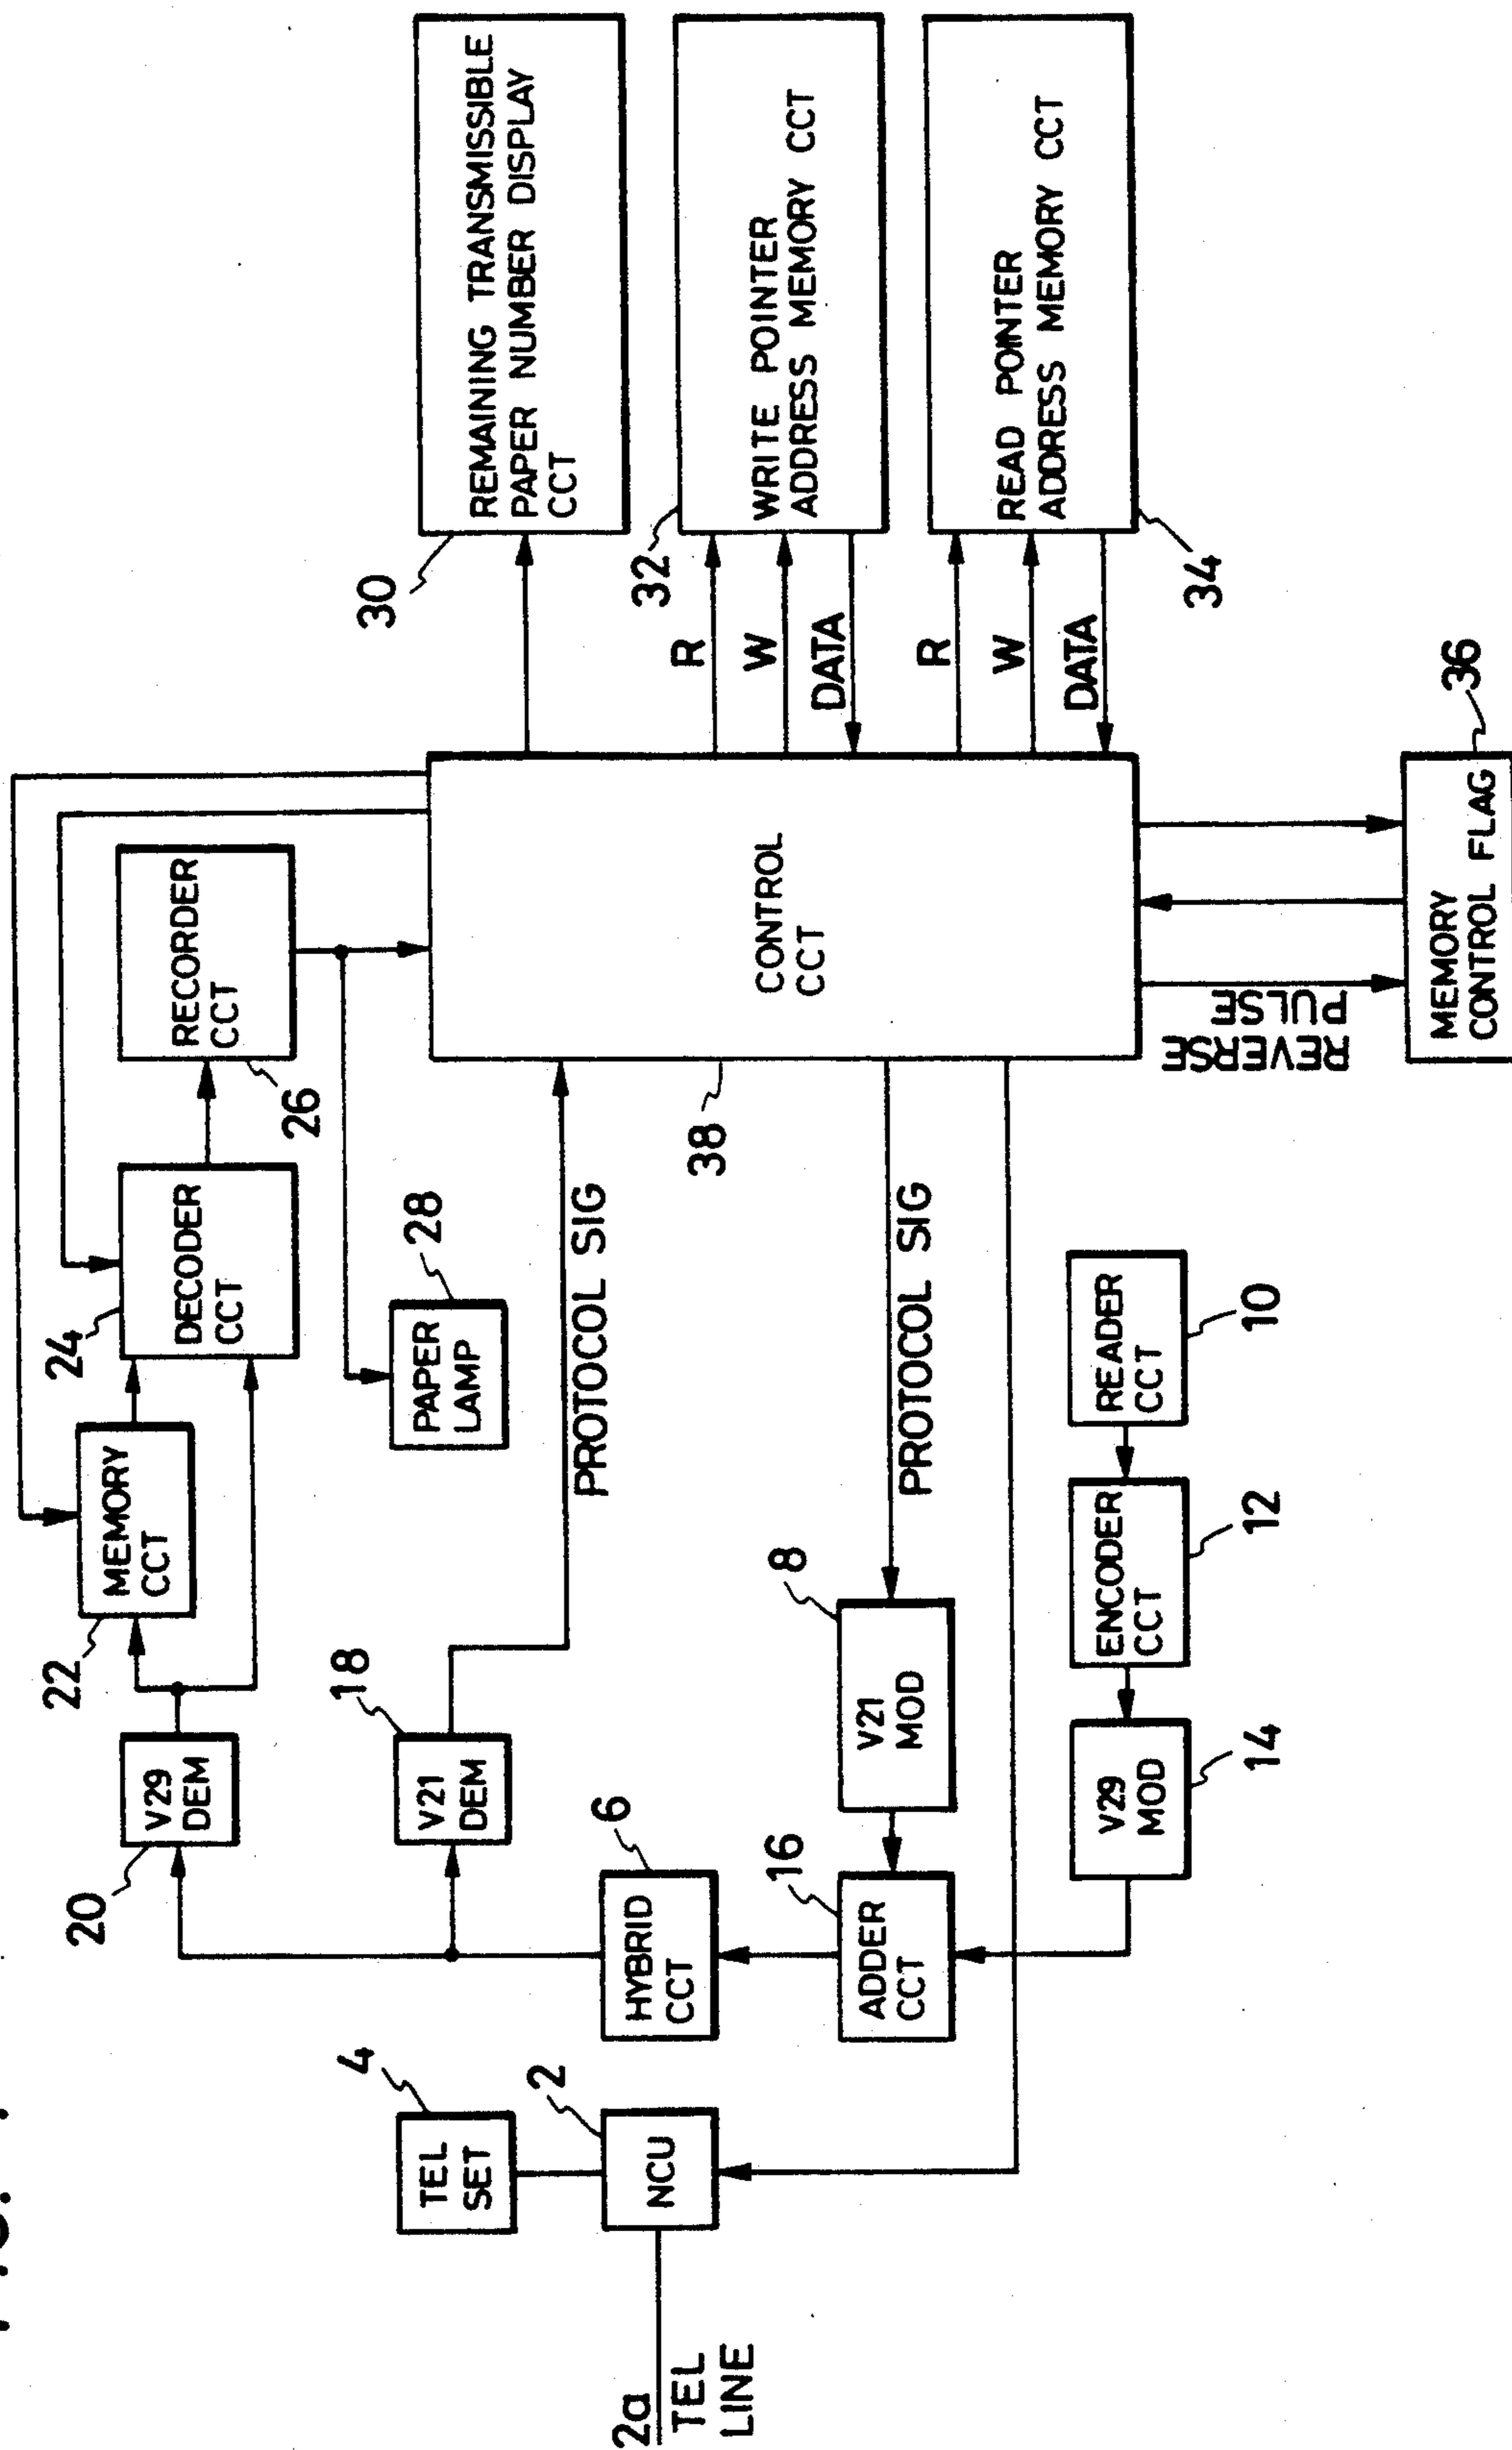 20
V29
DEM
22
MEMORY
CCT
24
DECODER
CCT
26
RECORDER
CCT
30
REMAINING TRANSMISSIBLE
PAPER NUMBER DISPLAY
CCT
4
TEL
SET
18
V21
DEM
28
PAPER
LAMP
PROTOCOL SIG
2a
TEL
LINE
2
NCU
6
HYBRID
CCT
38
CONTROL
CCT
32
R
W
DATA
WRITE POINTER
ADDRESS MEMORY CCT
16
ADDER
CCT
8
V21
MOD
PROTOCOL SIG
R
W
DATA
READ POINTER
ADDRESS MEMORY CCT
34
V29
MOD
14
ENCODER
CCT
12
READER
CCT
10
REVERSE
PULSE
MEMORY
CONTROL FLAG
36